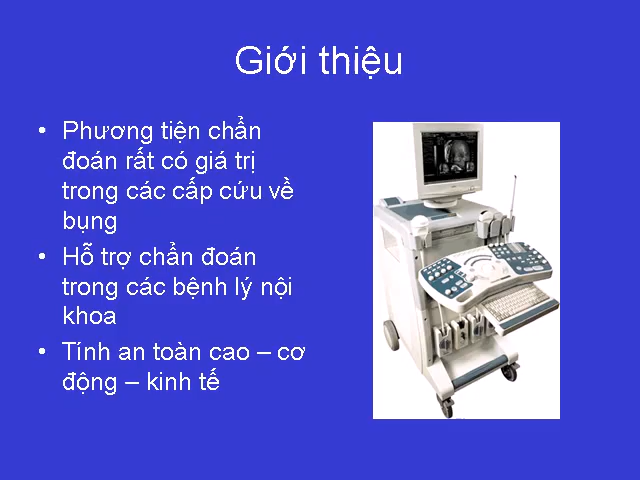 Giới thiệu
• Phương tiện chẩn
đoán rất có giá trị
trong các cấp cứu về
bụng
• Hỗ trợ chẩn đoán
trong các bệnh lý nội
khoa
• Tính an toàn cao – cơ
động – kinh tế